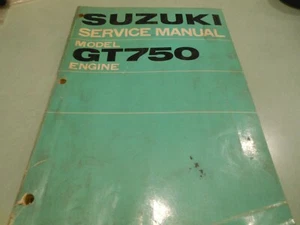 SUZUKI
SERVICE MANUAL
MODEL
GT750
ENGINE